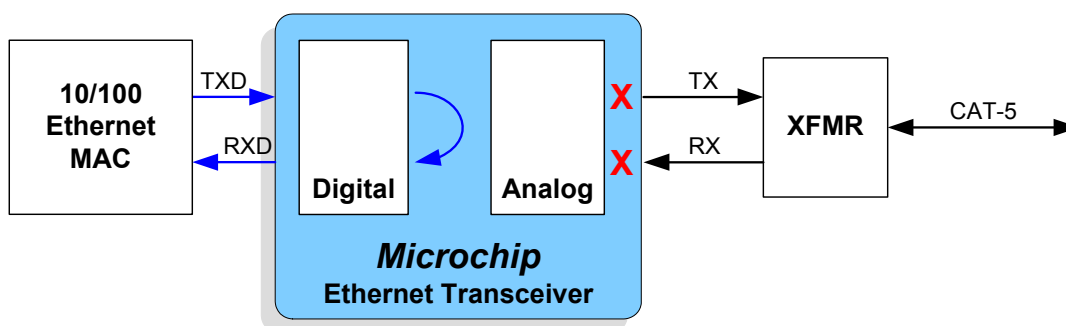 10/100
Ethernet
MAC
TXD
RXD
Digital
Analog
X
X
Microchip
Ethernet Transceiver
TX
RX
XFMR
CAT-5